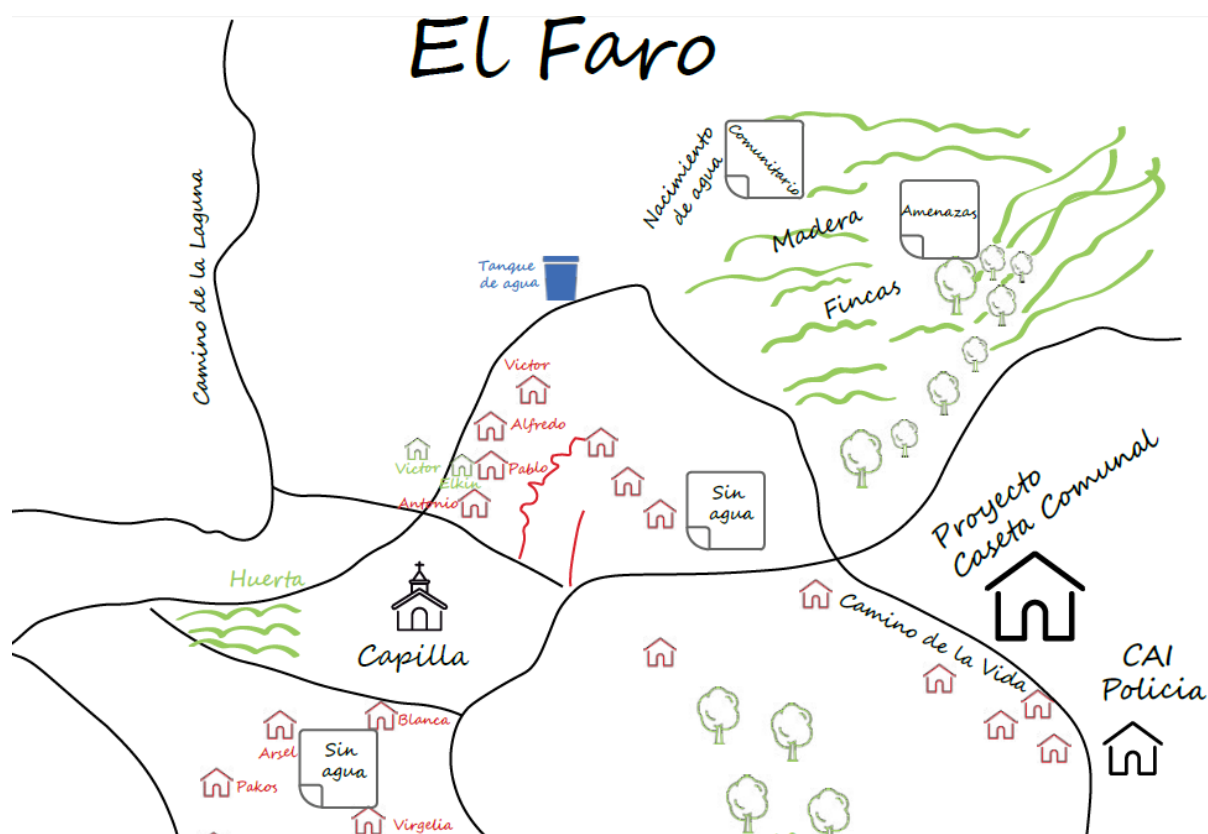 El Faro
Camino de la Laguna
Nacimiento
de agua
Comunitario
Amenazas
Madera
Fincas
Tanque
de agua
Victor
Alfredo
Victor
Elkin
Pablo
Antonio
Sin
agua
Proyecto
Caseta Comunal
Huerta
Capilla
Camino de la Vida
CAI
Policia
Blanca
Arsel
Sin
agua
Pakos
Virgelia